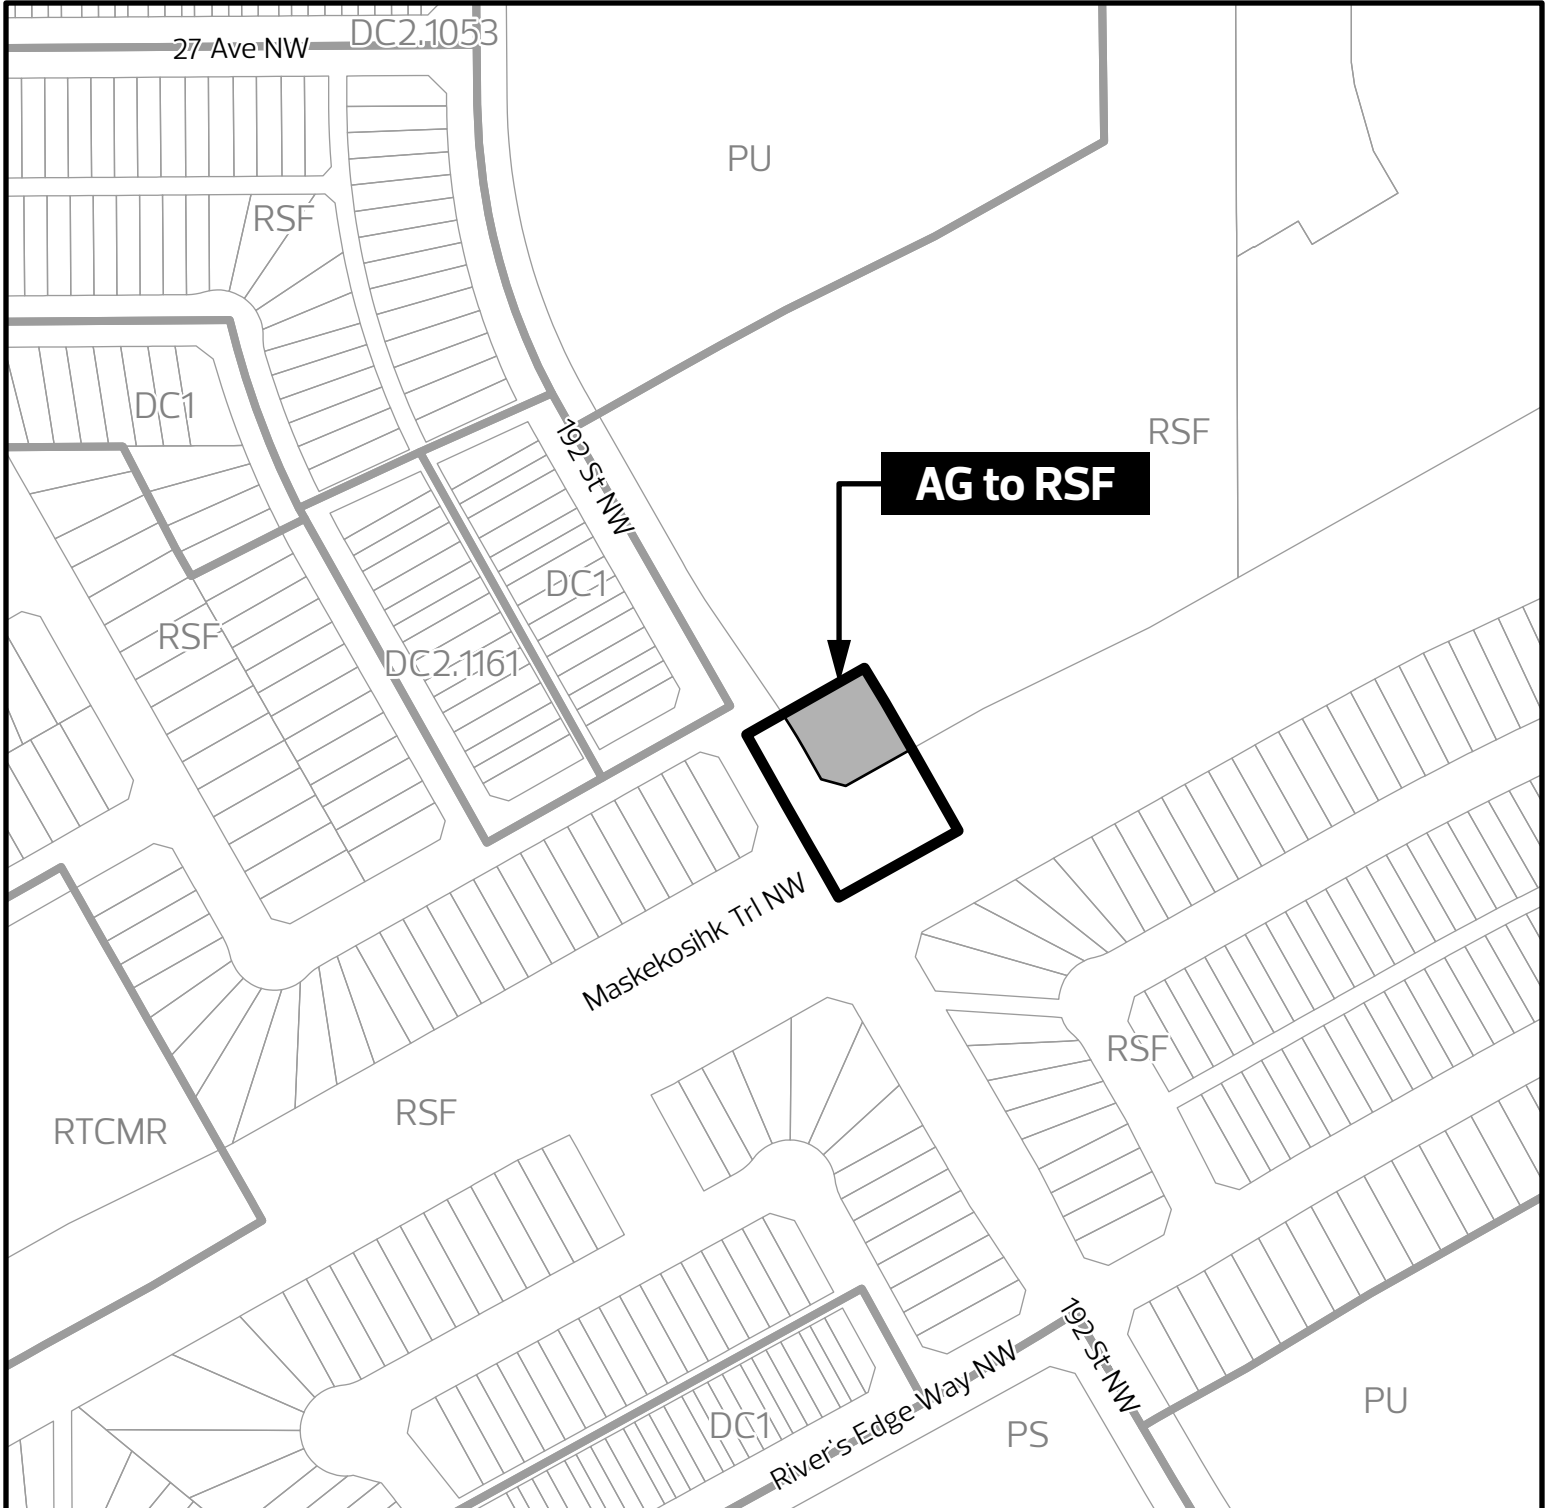 DC2.1053
27 Ave NW
PU
RSF
DC1
192 St NW
RSF
AG to RSF
DC1
RSF
DC2.1161
Maskekosihk Trl NW
RSF
RSF
RTCMR
192 St NW
River's Edge Way NW
PU
DC1
PS